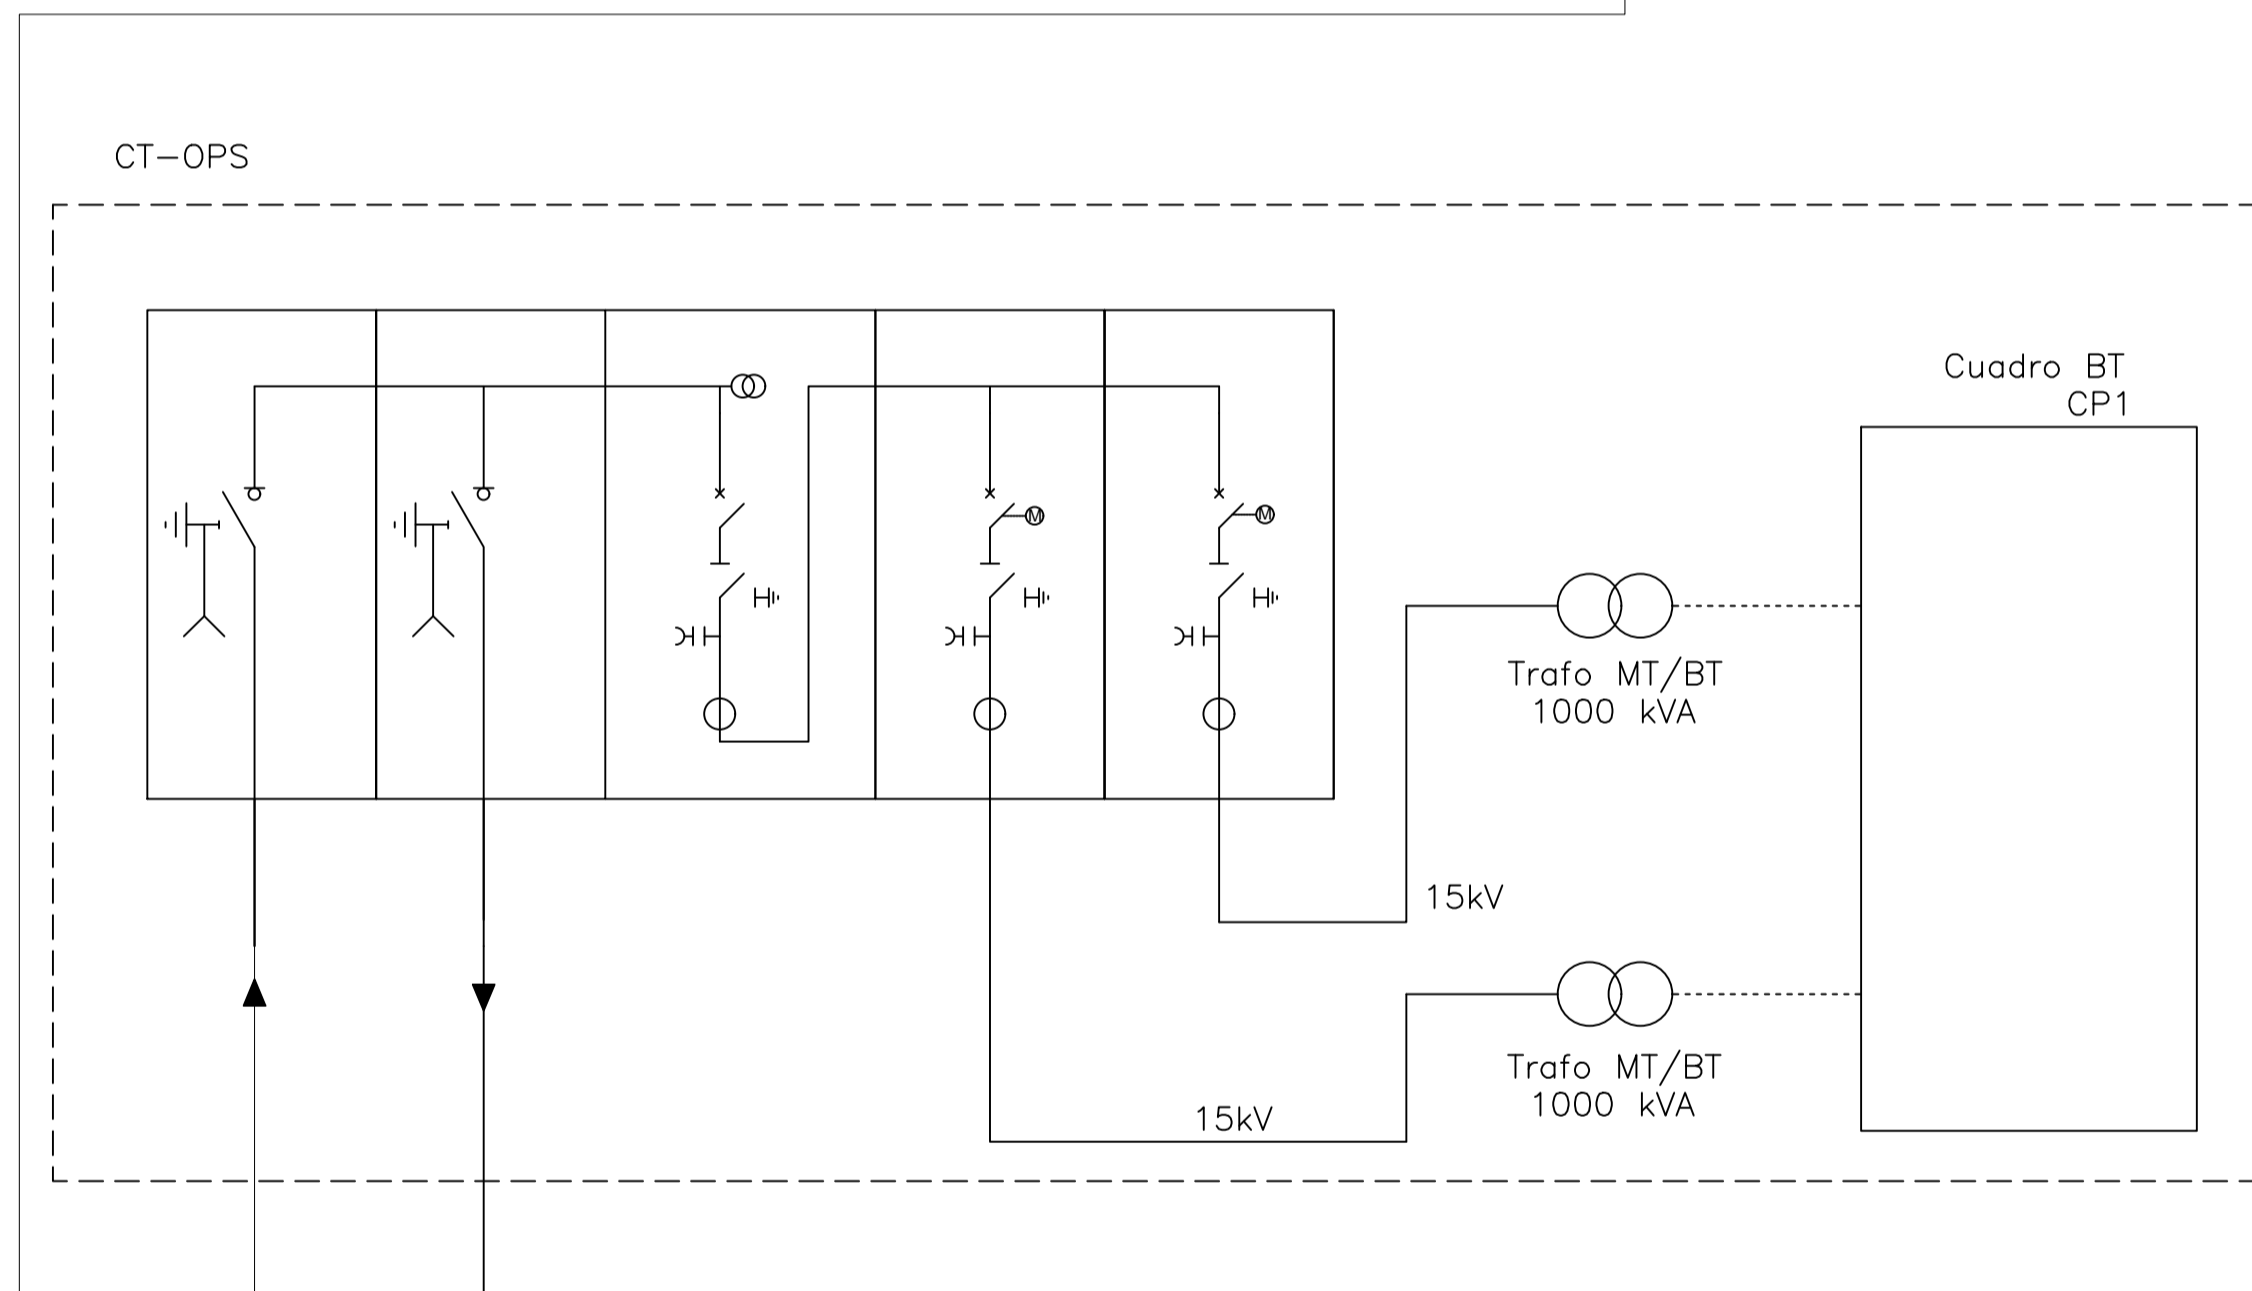 CT-OPS
Cuadro BT
CP1
M
M
Trafo MT/BT
1000 kVA
15kV
Trafo MT/BT
1000 kVA
15kV